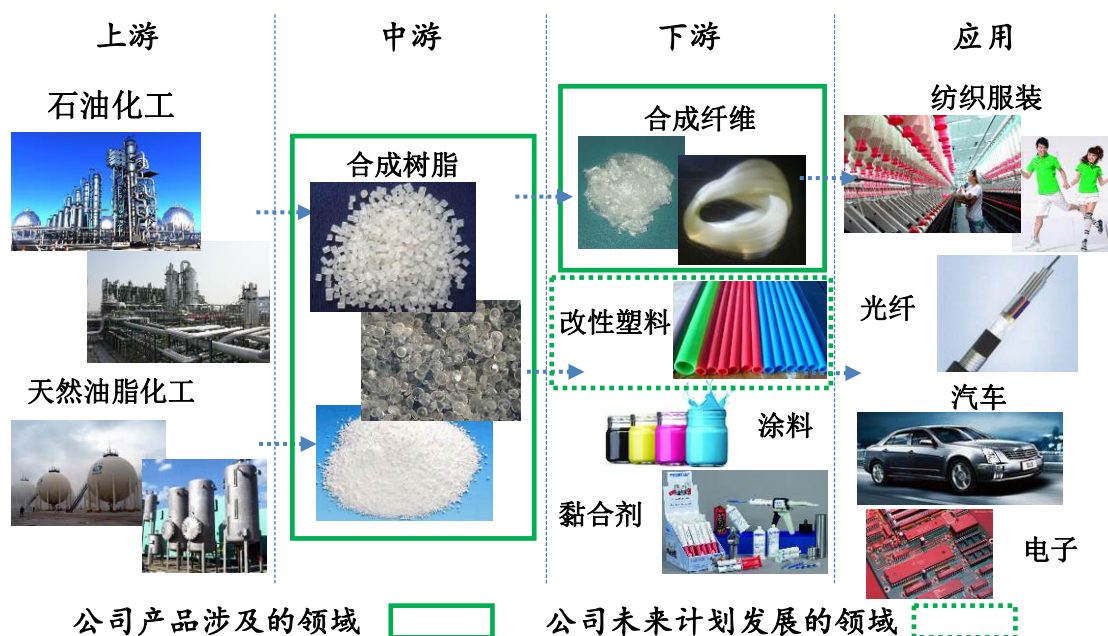 上游
中游
下游
应用
石油化工
天然油脂化工
合成树脂
合成纤维
改性塑料
涂料
黏合剂
纺织服装
光纤
汽车
电子
公司产品涉及的领域
公司未来计划发展的领域